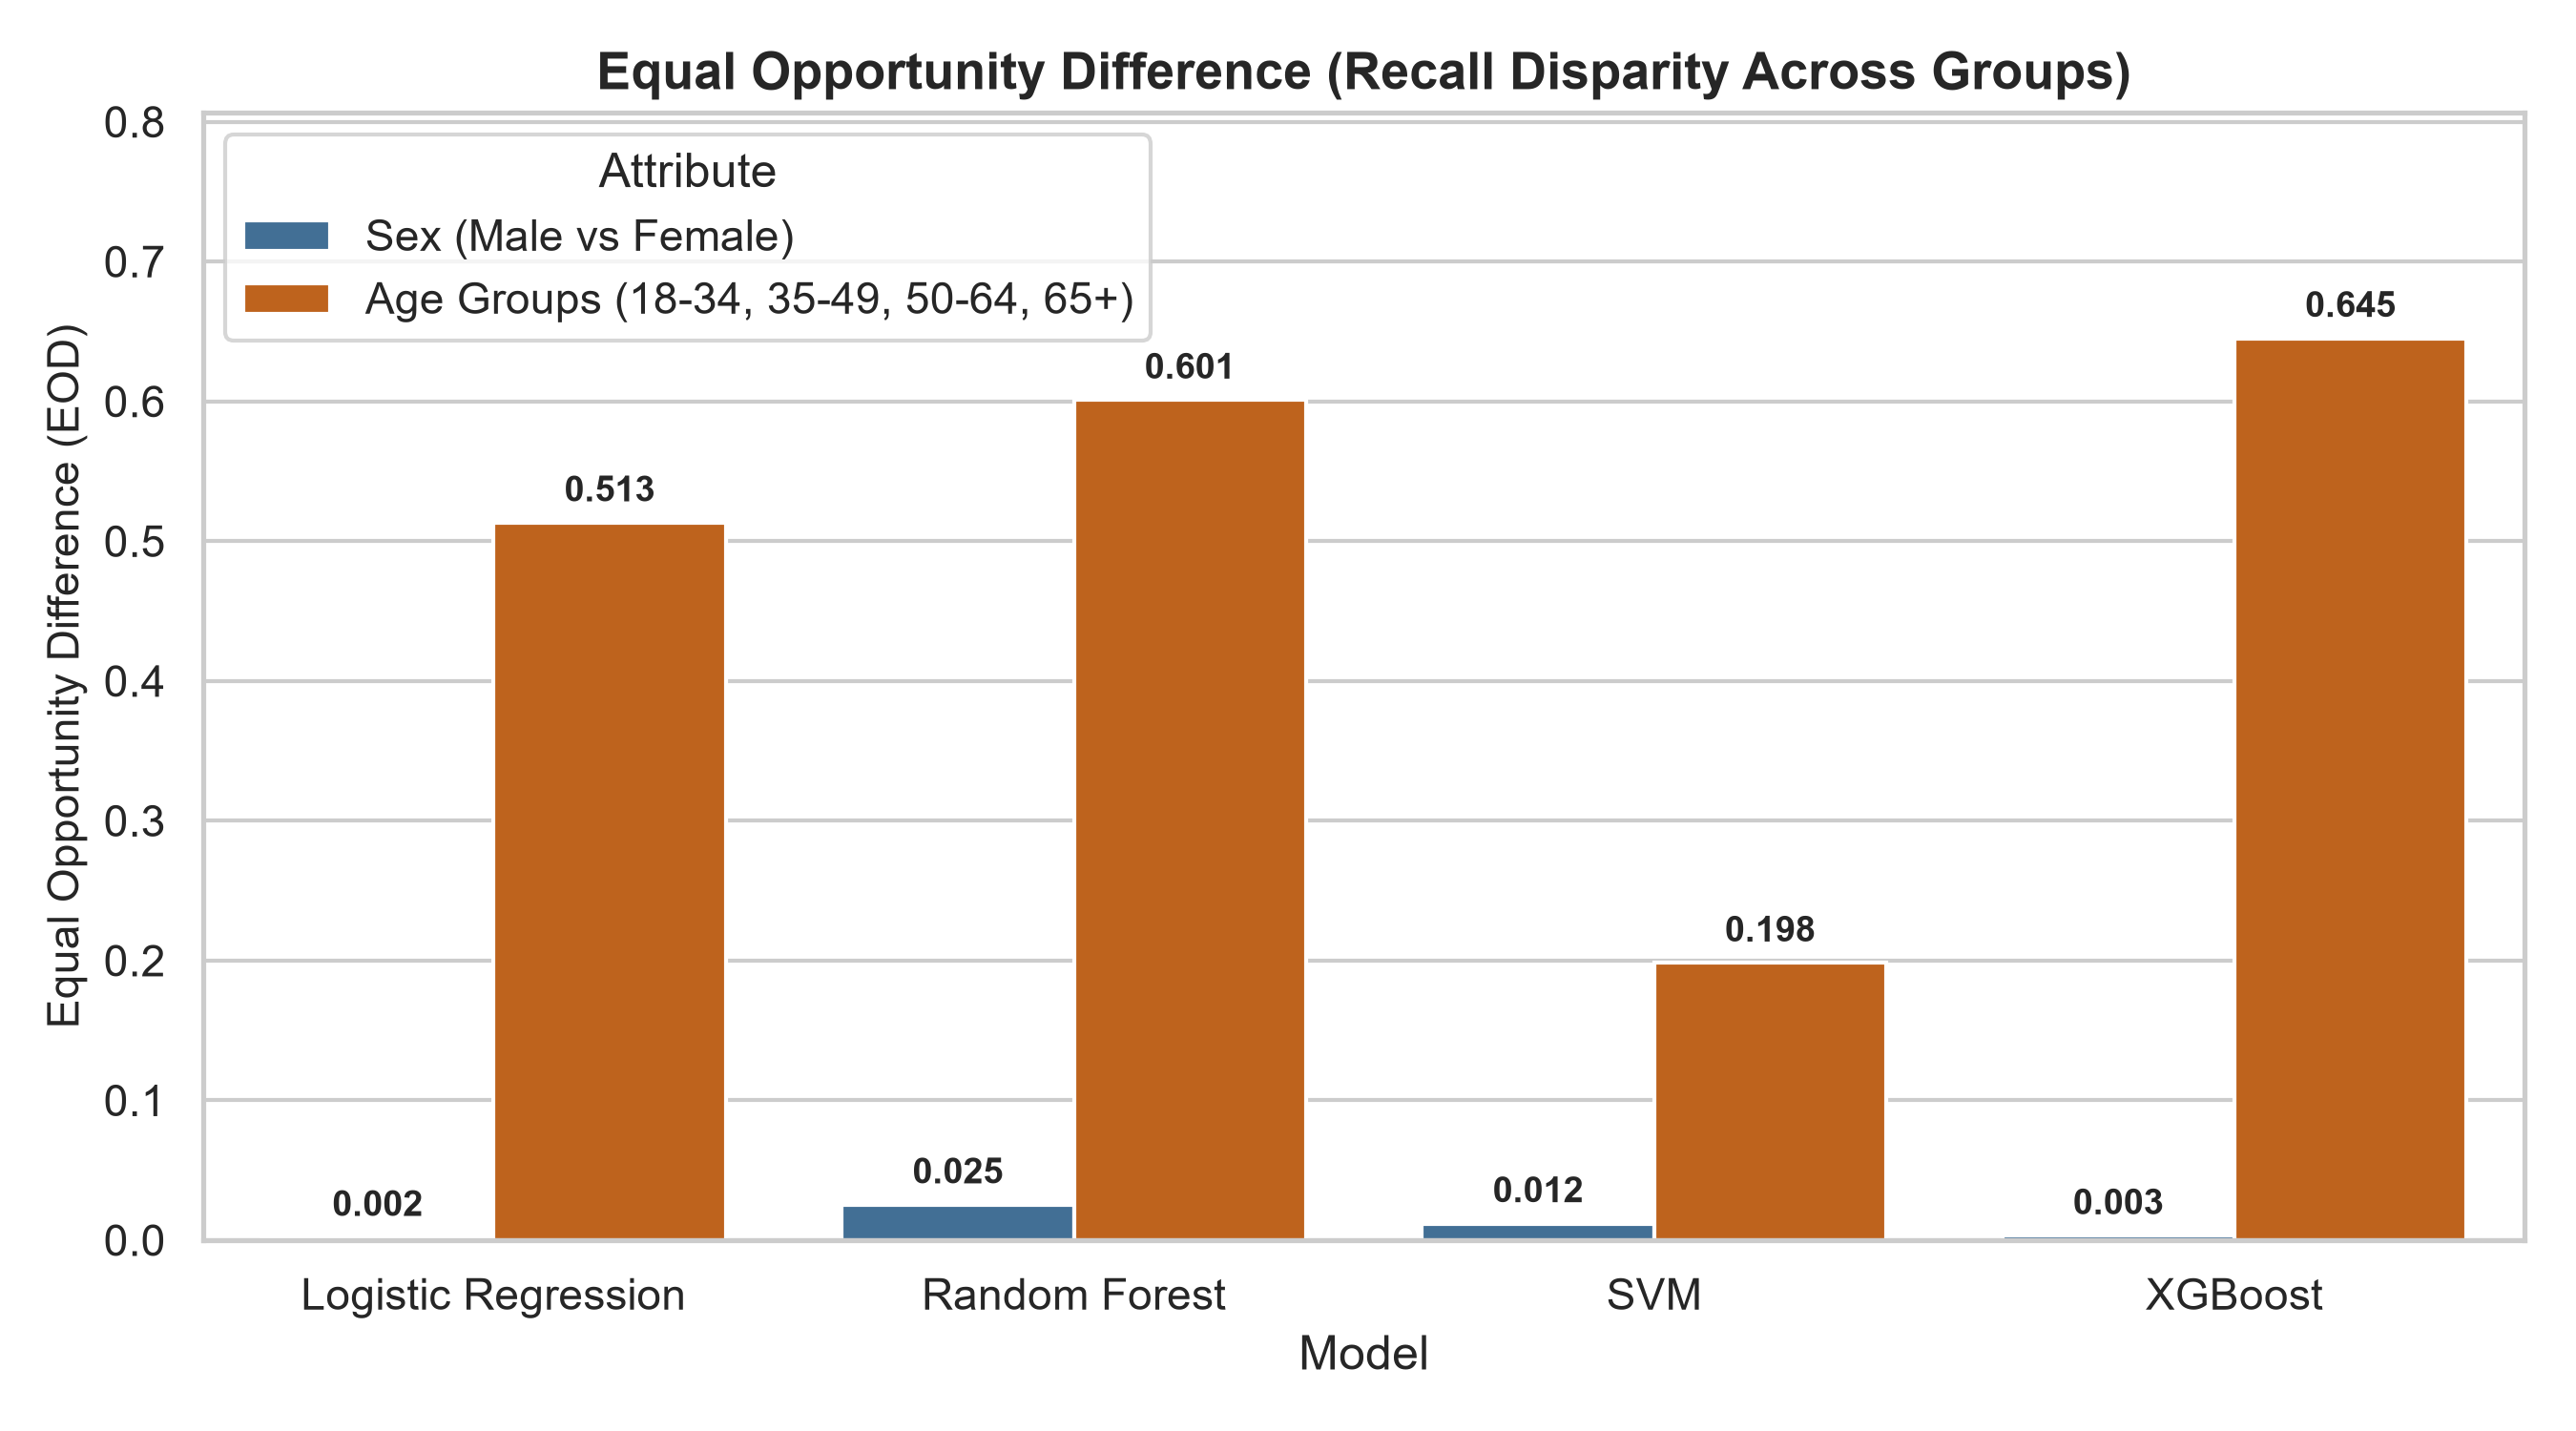 Equal Opportunity Difference (Recall Disparity Across Groups)
Equal Opportunity Difference (EOD)
0.8
0.7
0.6
0.5
0.4
0.3
0.2
0.1
0.0
Attribute
Sex (Male vs Female)
Age Groups (18-34, 35-49, 50-64, 65+)
0.002
0.513
0.025
0.601
0.012
0.198
0.003
0.645
Logistic Regression
Random Forest
SVM
XGBoost
Model